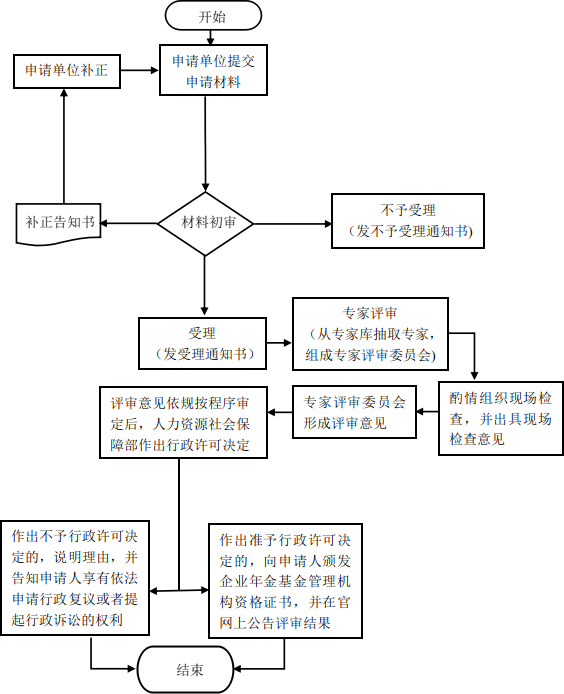 开始
申请单位提交
申请材料
申请单位补正
补正告知书
材料初审
不予受理
（发不予受理通知书)
受理
（发受理通知书）
专家评审
（从专家库抽取专家，
组成专家评审委员会)
酌情组织现场检
查，并出具现场
检查意见
专家评审委员会
形成评审意见
评审意见依规按程序审
定后，人力资源社会保
障部作出行政许可决定
作出不予行政许可决
定的，说明理由，并
告知申请人享有依法
申请行政复议或者提
起行政诉讼的权利
作出准予行政许可决
定的，向申请人颁发
企业年金基金管理机
构资格证书，并在官
网上公告评审结果
结束